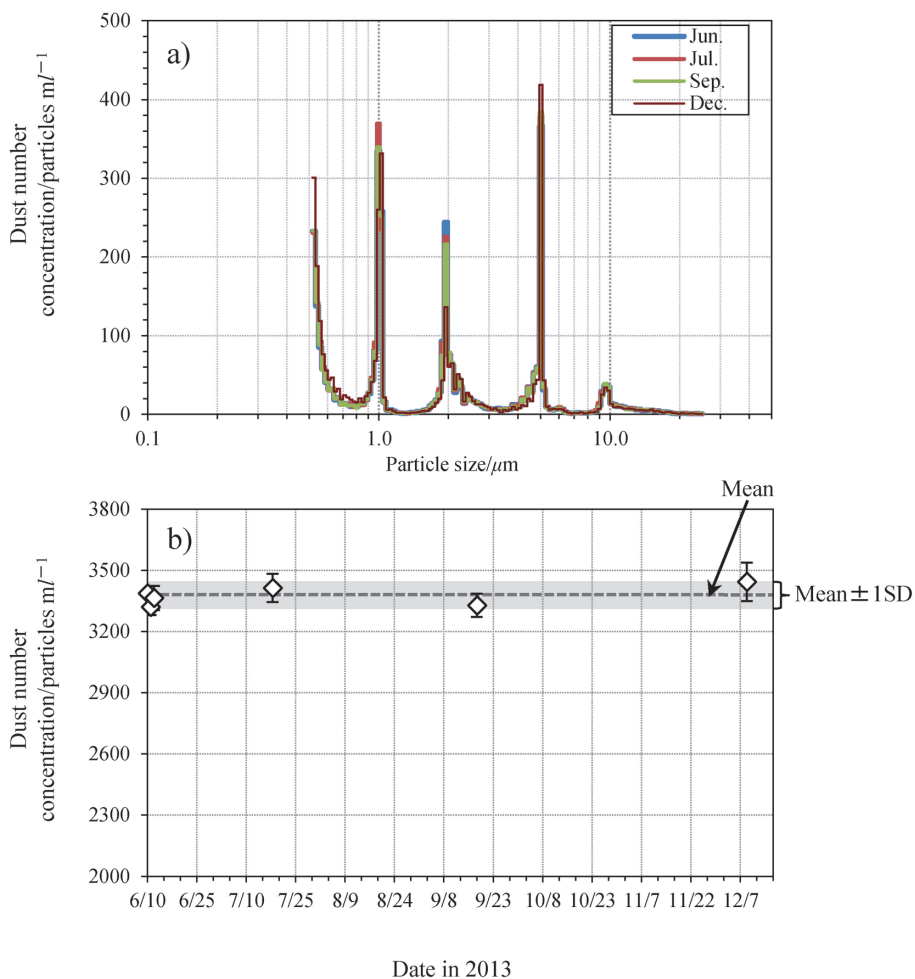 a)
Jun.
Jul.
Sep.
Dec.
500
400
300
200
100
0
Dust number
concentration/particles ml⁻¹
0.1
1.0
10.0
Particle size/μm
b)
Mean
Mean±1SD
3800
3500
3200
2900
2600
2300
2000
Dust number
concentration/particles ml⁻¹
6/10
6/25
7/10
7/25
8/9
8/24
9/8
9/23
10/8
10/23
11/7
11/22
12/7
Date in 2013